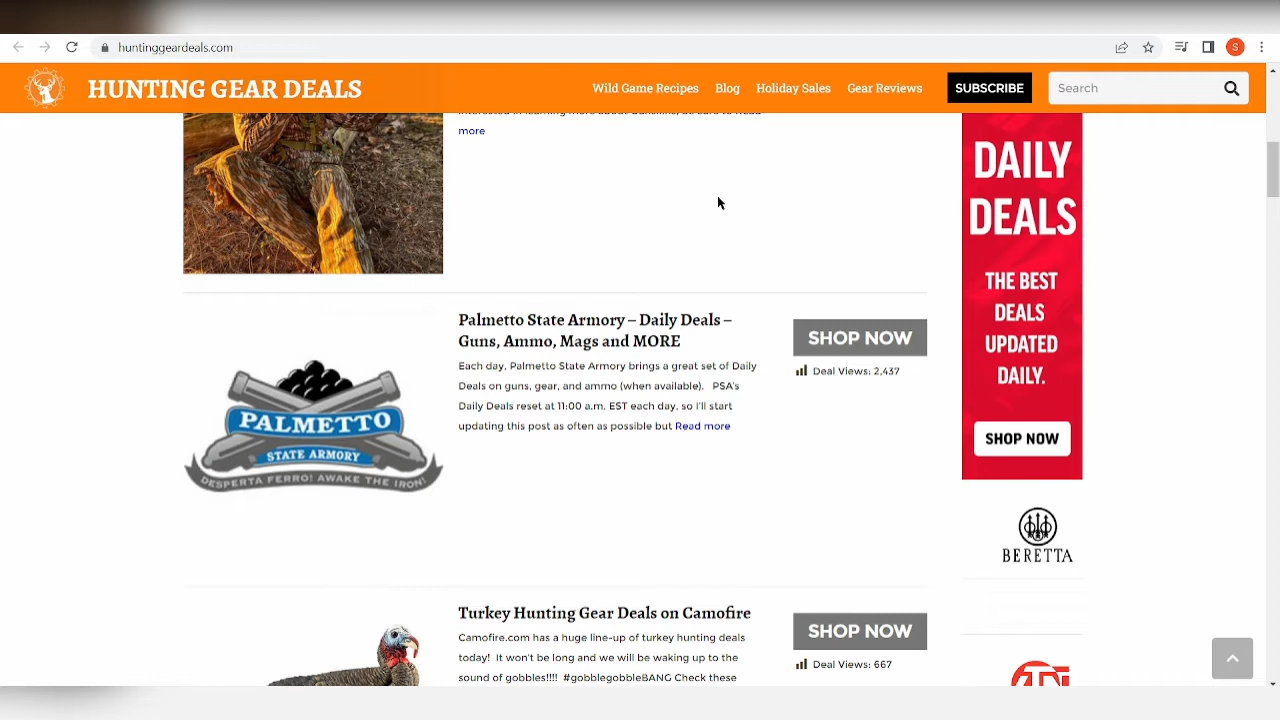 huntinggeardeals.com
S
HUNTING GEAR DEALS
Wild Game Recipes Blog Holiday Sales Gear Reviews SUBSCRIBE Search
more
Palmetto State Armory – Daily Deals –
Guns, Ammo, Mags and MORE
Each day, Palmetto State Armory brings a great set of Daily
Deals on guns, gear, and ammo (when available). PSA's
Daily Deals reset at 11:00 a.m. EST each day, so I'll start
updating this post as often as possible but Read more
SHOP NOW
Deal Views: 2,437
PALMETTO
STATE ARMORY
DESPERTA FERRO! AWAKE THE IRON!
Turkey Hunting Gear Deals on Camofire
Camofire.com has a huge line-up of turkey hunting deals
today! It won't be long and we will be waking up to the
sound of gobbles!!!! #gobblegobbleBANG Check these
SHOP NOW
Deal Views: 667
DAILY
DEALS
THE BEST
DEALS
UPDATED
DAILY.
SHOP NOW
BERETTA